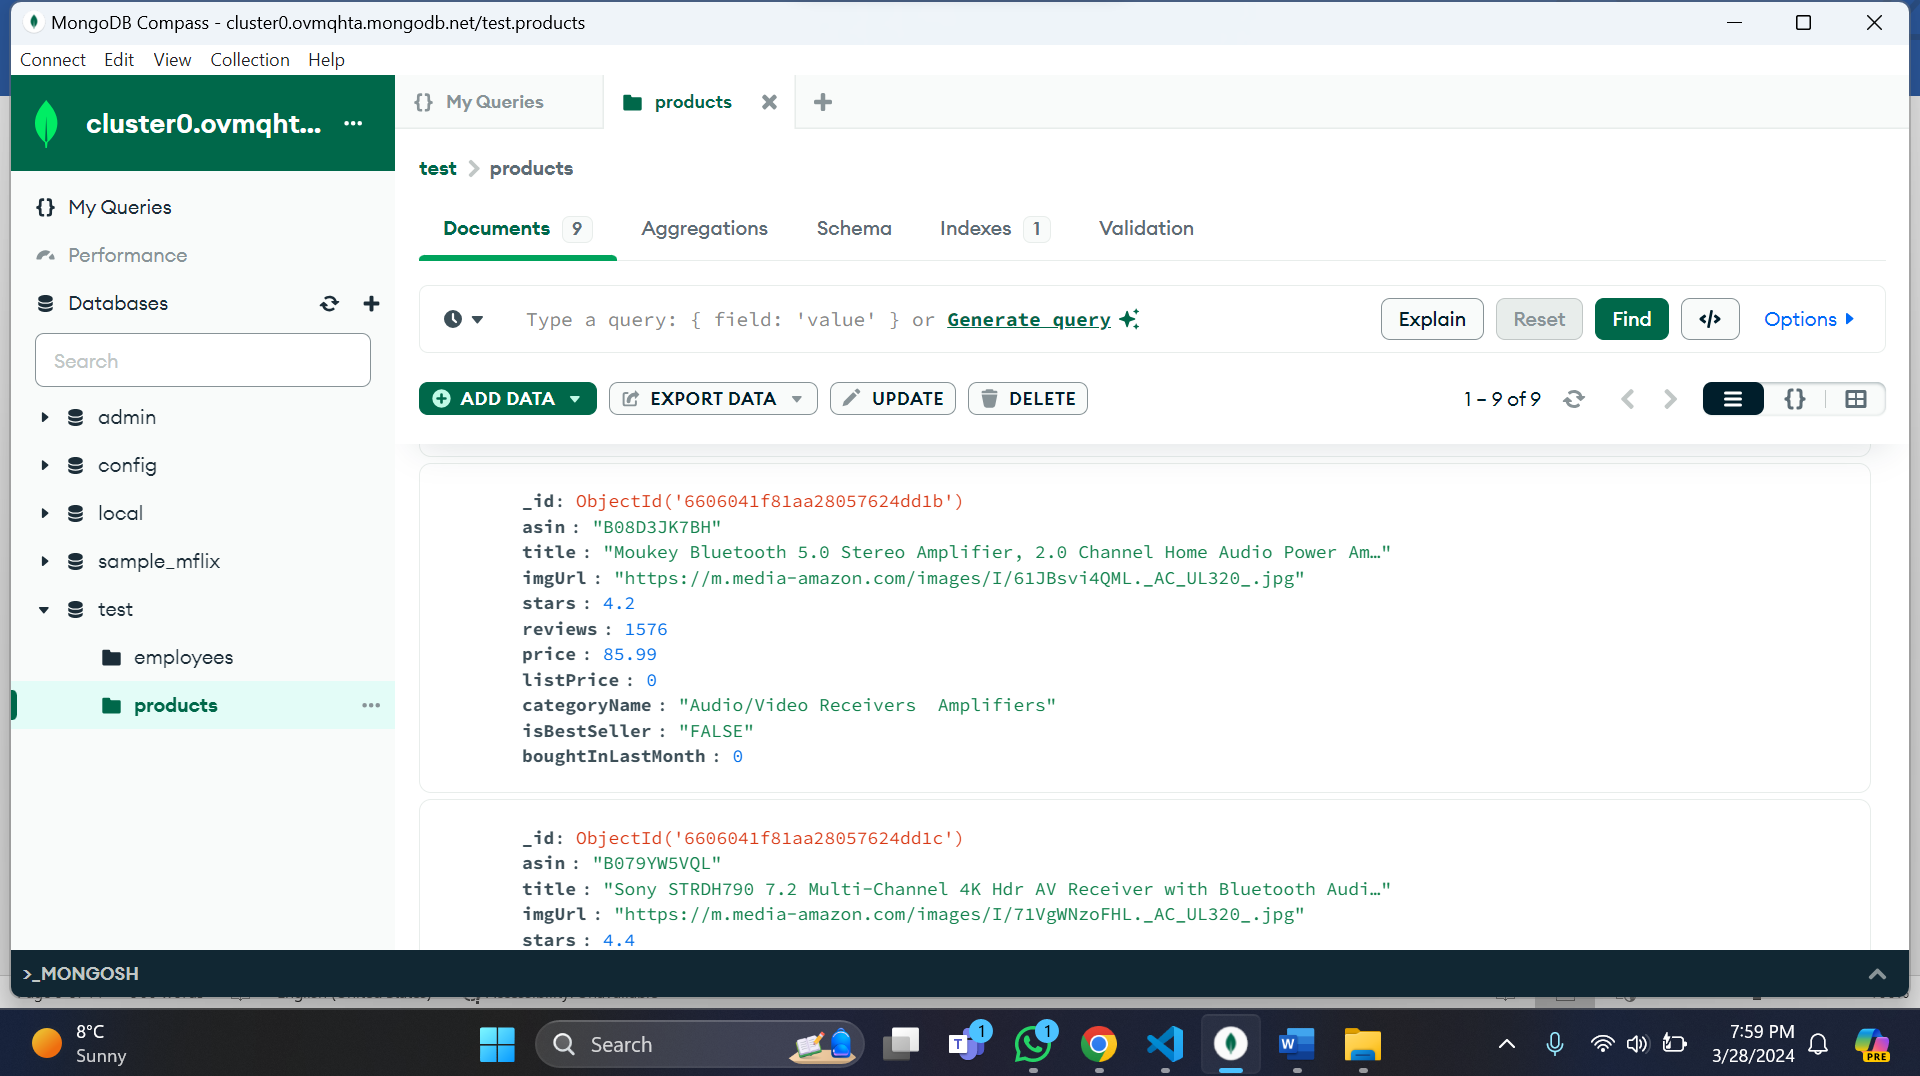 MongoDB Compass - cluster0.ovmqhta.mongodb.net/test.products
Connect Edit View Collection Help
cluster0.ovmqht... ···
{} My Queries
Performance
Databases
Search
admin
config
local
sample_mflix
test
employees
products ···
{} My Queries
products
test > products
Documents 9 Aggregations Schema Indexes 1 Validation
Type a query: { field: 'value' } or Generate query
Explain Reset Find </> Options
ADD DATA EXPORT DATA UPDATE DELETE
1 – 9 of 9 {}
_id: ObjectId('6606041f81aa28057624dd1b')
asin : "B08D3JK7BH"
title : "Moukey Bluetooth 5.0 Stereo Amplifier, 2.0 Channel Home Audio Power Am…"
imgUrl : "https://m.media-amazon.com/images/I/61JBsvi4QML._AC_UL320_.jpg"
stars : 4.2
reviews : 1576
price : 85.99
listPrice : 0
categoryName : "Audio/Video Receivers  Amplifiers"
isBestSeller : "FALSE"
boughtInLastMonth : 0
_id: ObjectId('6606041f81aa28057624dd1c')
asin : "B079YW5VQL"
title : "Sony STRDH790 7.2 Multi-Channel 4K Hdr AV Receiver with Bluetooth Audi…"
imgUrl : "https://m.media-amazon.com/images/I/71VgWNzoFHL._AC_UL320_.jpg"
stars : 4.4
>_MONGOSH
8°C
Sunny
Search
1
1
7:59 PM
3/28/2024
PRE